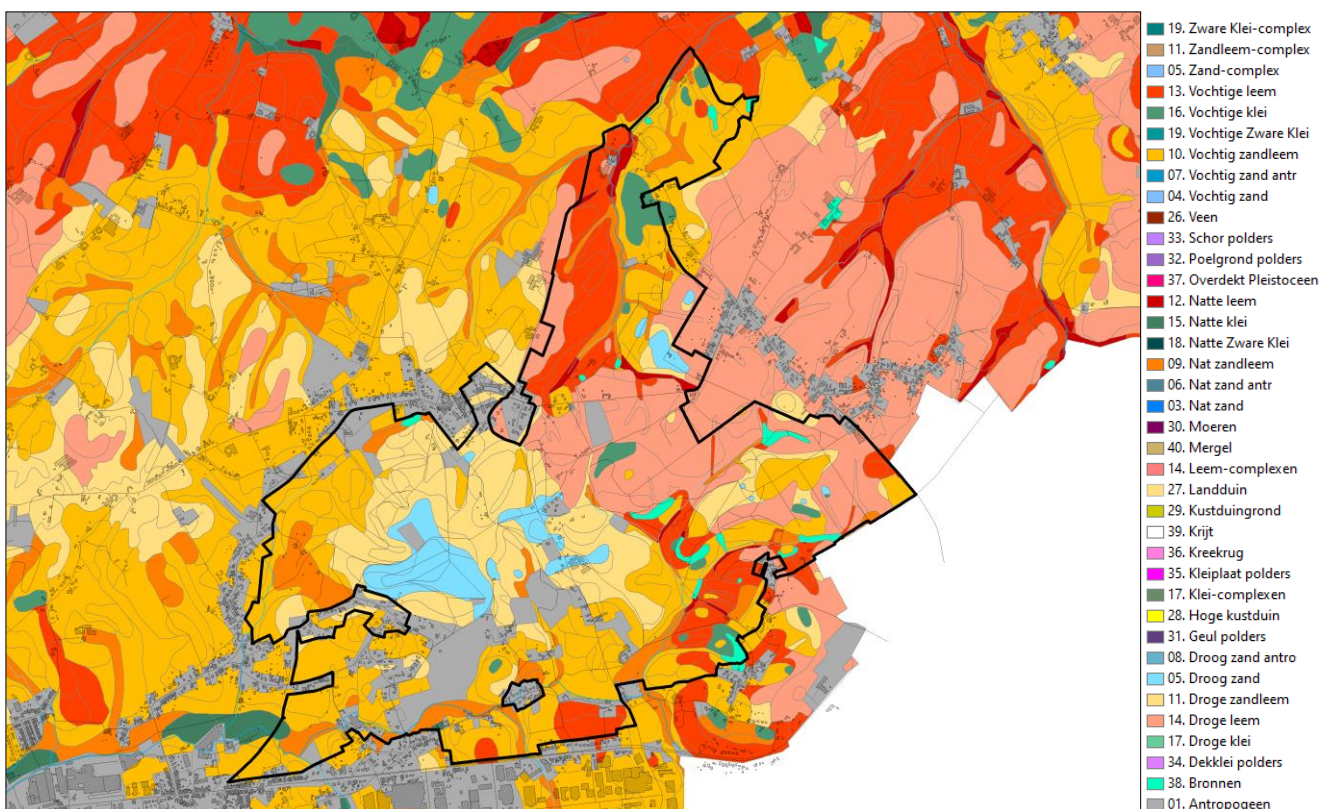 19. Zware Klei-complex
11. Zandleem-complex
05. Zand-complex
13. Vochtige leem
16. Vochtige klei
19. Vochtige Zware Klei
10. Vochtig zandleem
07. Vochtig zand antr
04. Vochtig zand
26. Veen
33. Schor polders
32. Poelgrond polders
37. Overdekt Pleistoceen
12. Natte leem
15. Natte klei
18. Natte Zware Klei
09. Nat zandleem
06. Nat zand antr
03. Nat zand
30. Moeren
40. Mergel
14. Leem-complexen
27. Landduin
29. Kustduingrond
39. Krijt
36. Kreekrug
35. Kleiplaat polders
17. Klei-complexen
28. Hoge kustduin
31. Geul polders
08. Droog zand antro
05. Droog zand
11. Droge zandleem
14. Droge leem
17. Droge klei
34. Dekklei polders
38. Bronnen
01. Antropogeen